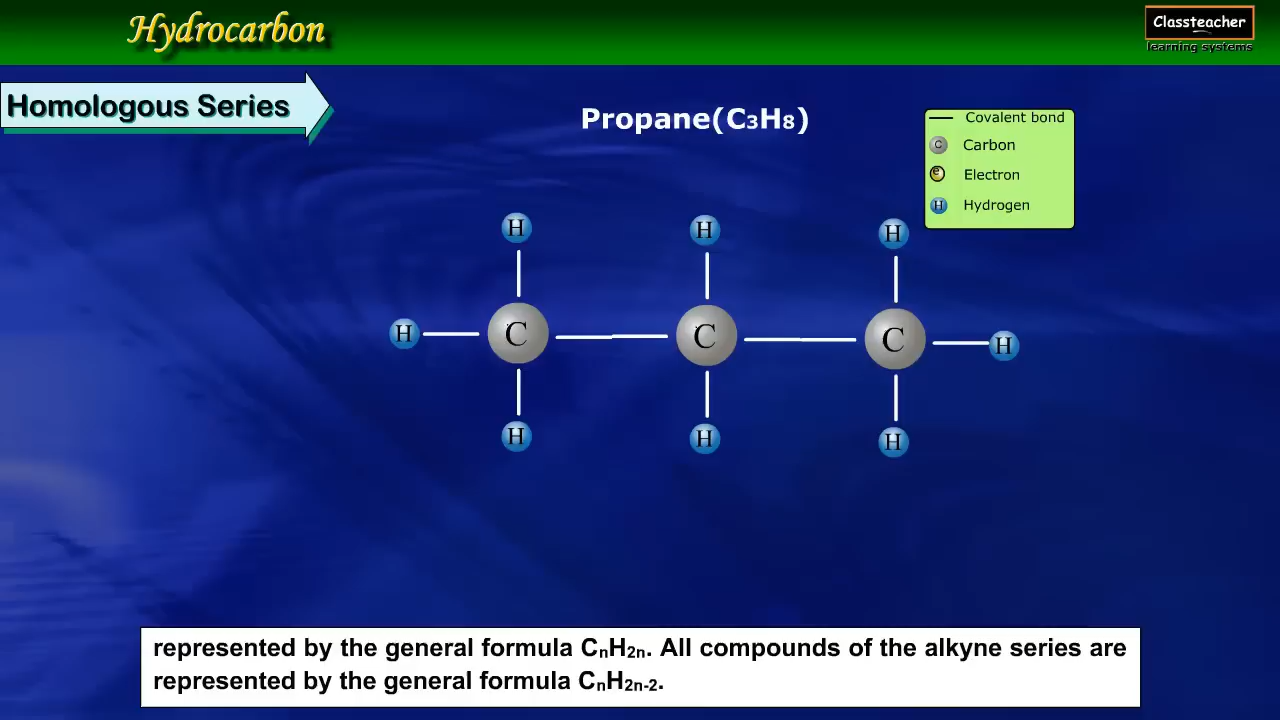 Hydrocarbon
Classteacher
learning systems
Homologous Series
Propane(C₃H₈)
Covalent bond
C Carbon
e Electron
H Hydrogen
H H H
H C C C H
H H H
represented by the general formula CₙH₂ₙ. All compounds of the alkyne series are
represented by the general formula CₙH₂ₙ₋₂.